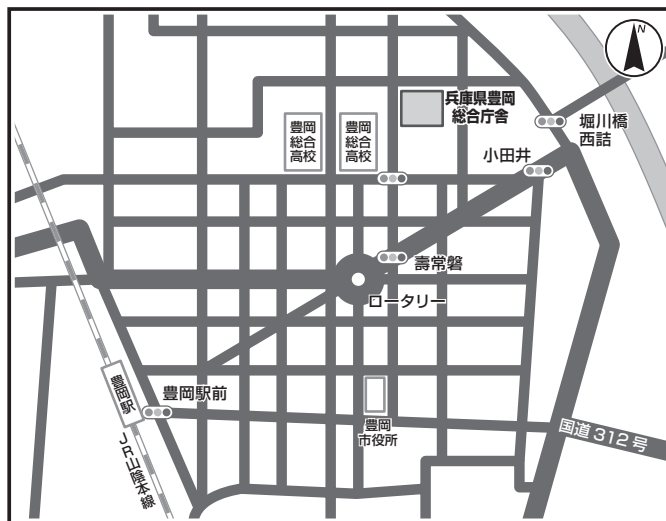 N
兵庫県豊岡
総合庁舎
豊岡
総合
高校
豊岡
総合
高校
堀川橋
西詰
小田井
壽常磐
ロータリー
豊岡駅前
豊岡駅
JR山陰本線
豊岡
市役所
国道312号